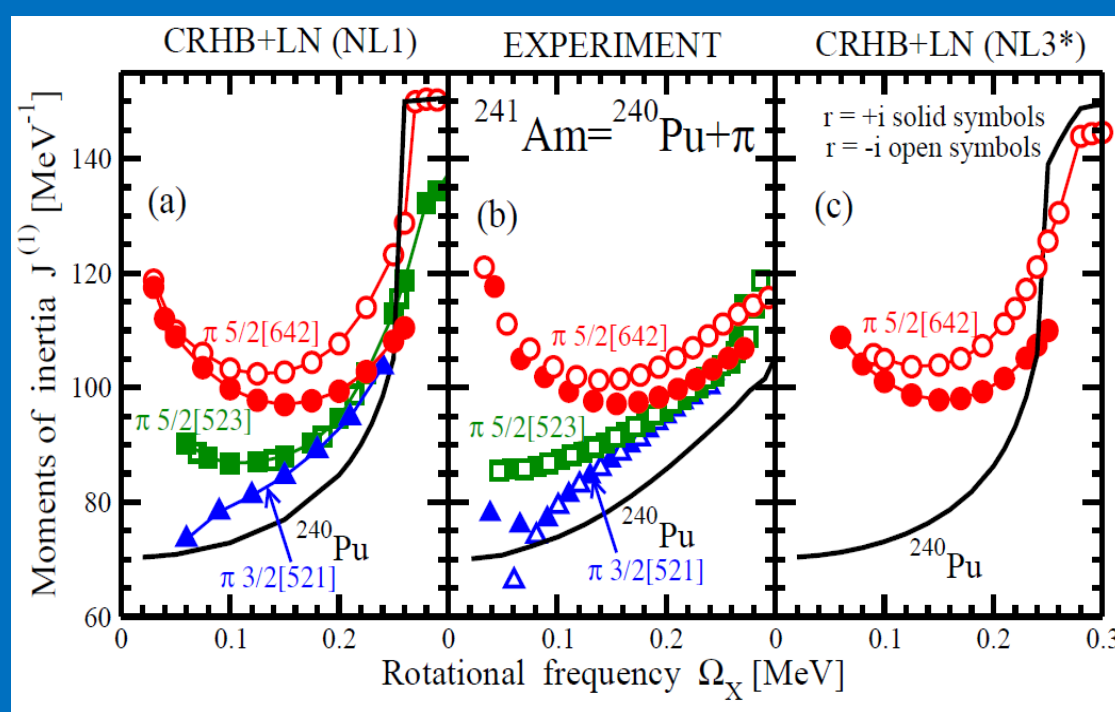 CRHB+LN (NL1)
EXPERIMENT
CRHB+LN (NL3*)
Moments of inertia J⁽¹⁾ [MeV⁻¹]
140
120
100
80
60
(a)
π 5/2[642]
π 5/2[523]
²⁴⁰Pu
π 3/2[521]
²⁴¹Am=²⁴⁰Pu+π
(b)
π 5/2[642]
π 5/2[523]
²⁴⁰Pu
π 3/2[521]
r = +i solid symbols
r = -i open symbols
(c)
π 5/2[642]
²⁴⁰Pu
0 0.1 0.2 0 0.1 0.2 0 0.1 0.2 0.3
Rotational frequency Ωₓ [MeV]